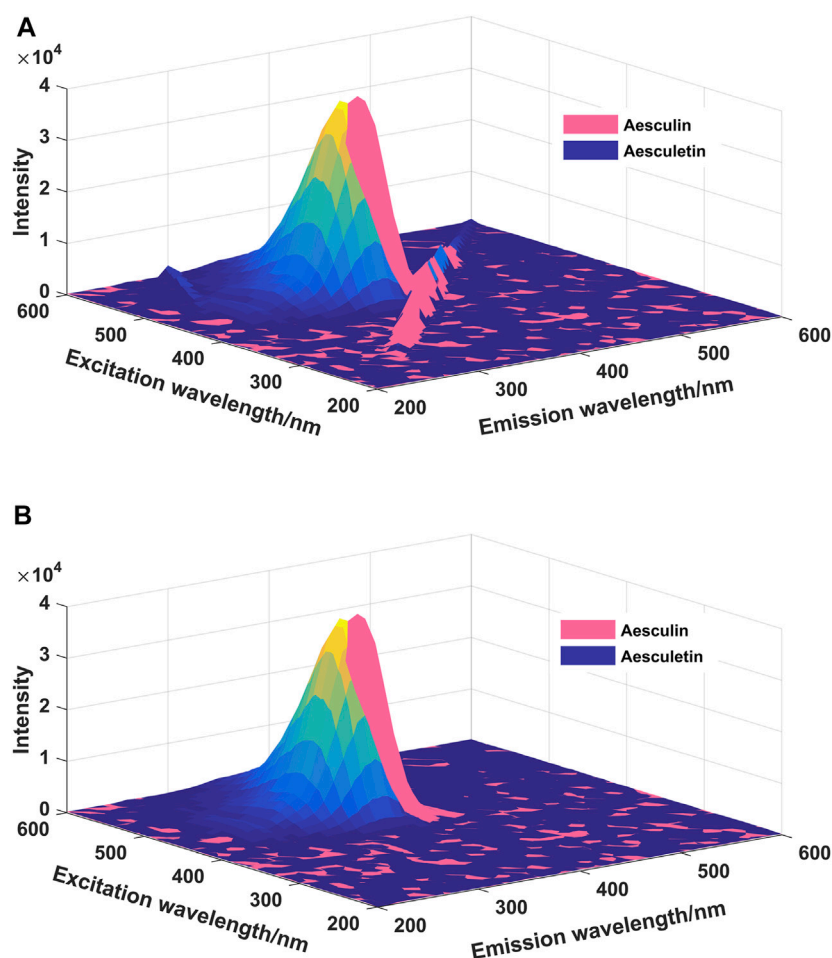 A
×10⁴
4
3
2
1
0
Intensity
Aesculin
Aesculetin
600
500
400
300
200
Excitation wavelength/nm
200
300
400
500
600
Emission wavelength/nm
B
×10⁴
4
3
2
1
0
Intensity
Aesculin
Aesculetin
600
500
400
300
200
Excitation wavelength/nm
200
300
400
500
600
Emission wavelength/nm